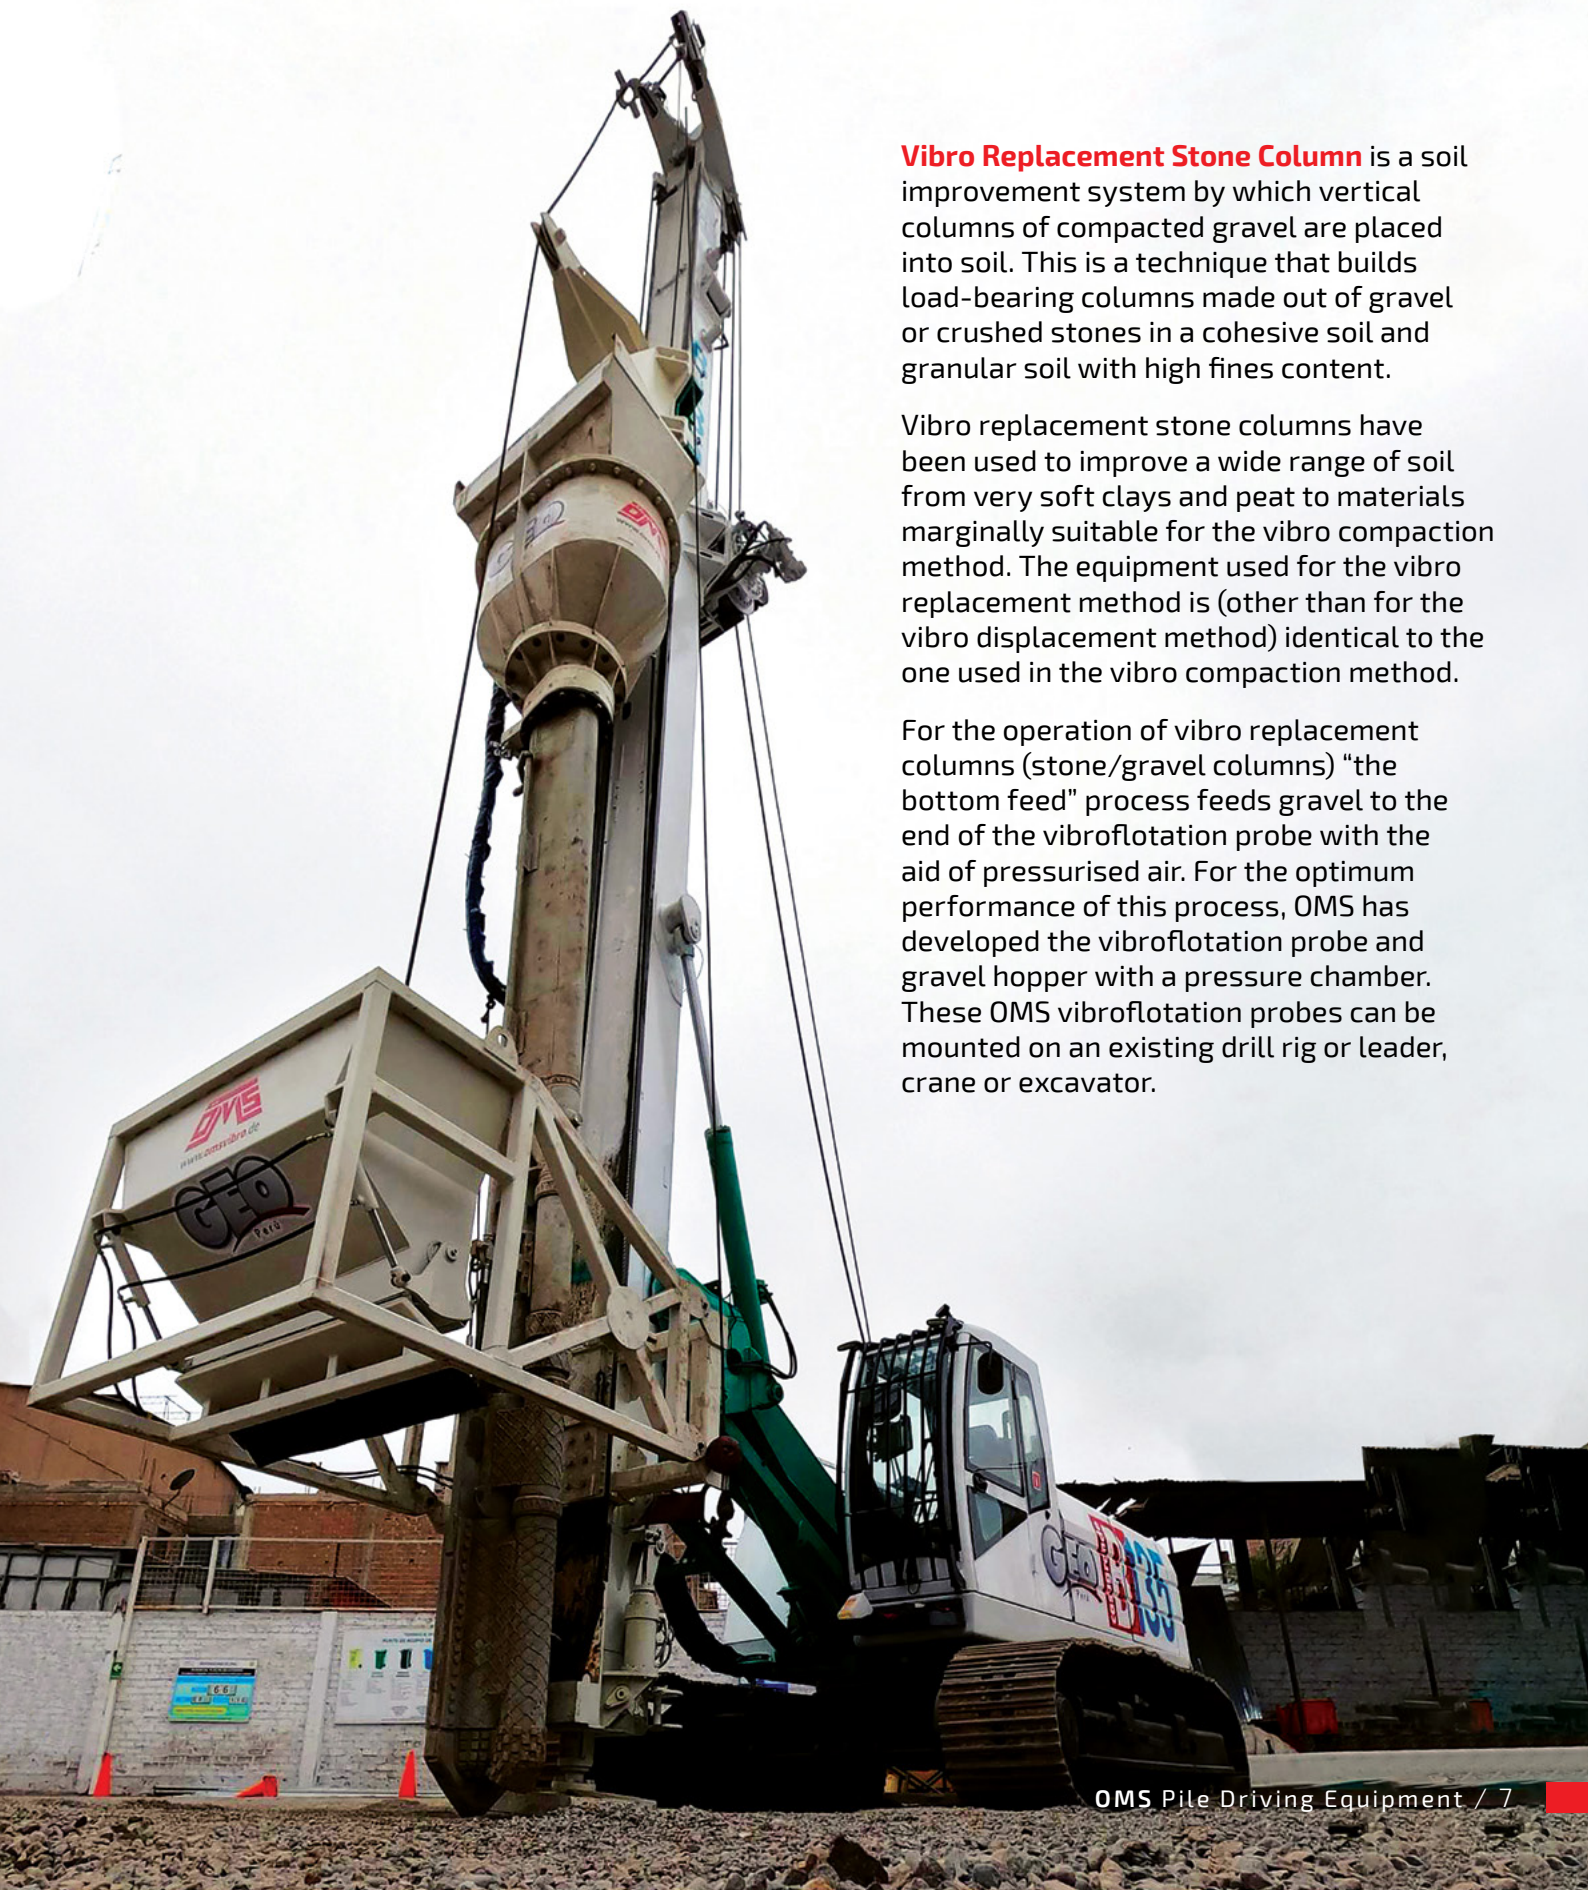 Vibro Replacement Stone Column is a soil
improvement system by which vertical
columns of compacted gravel are placed
into soil. This is a technique that builds
load-bearing columns made out of gravel
or crushed stones in a cohesive soil and
granular soil with high fines content.
Vibro replacement stone columns have
been used to improve a wide range of soil
from very soft clays and peat to materials
marginally suitable for the vibro compaction
method. The equipment used for the vibro
replacement method is (other than for the
vibro displacement method) identical to the
one used in the vibro compaction method.
For the operation of vibro replacement
columns (stone/gravel columns) “the
bottom feed” process feeds gravel to the
end of the vibroflotation probe with the
aid of pressurised air. For the optimum
performance of this process, OMS has
developed the vibroflotation probe and
gravel hopper with a pressure chamber.
These OMS vibroflotation probes can be
mounted on an existing drill rig or leader,
crane or excavator.
OMS
www.omsvibro.de
GEO
Perú
GEO
135
OMS Pile Driving Equipment / 7